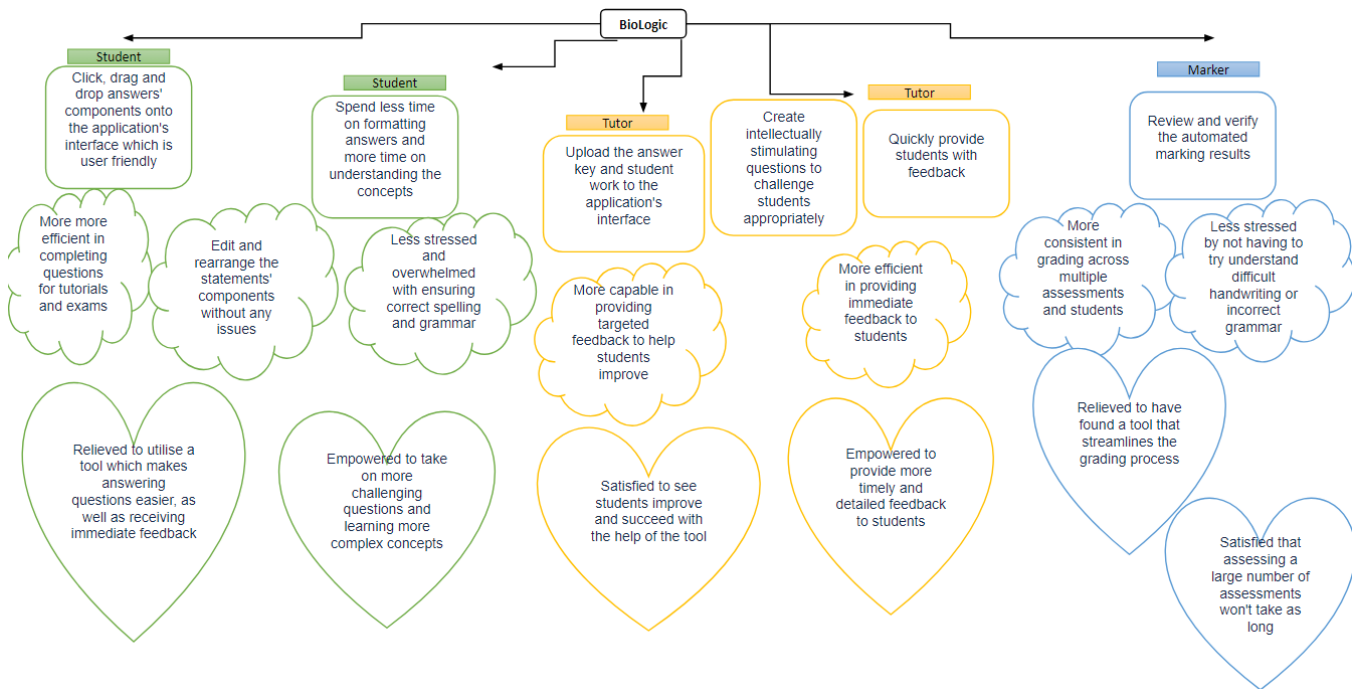 BioLogic
Student
Click, drag and
drop answers'
components onto
the application's
interface which is
user friendly
Student
Spend less time
on formatting
answers and
more time on
understanding the
concepts
Tutor
Upload the answer
key and student
work to the
application's
interface
Create
intellectually
stimulating
questions to
challenge
students
appropriately
Tutor
Quickly provide
students with
feedback
Marker
Review and verify
the automated
marking results
More more
efficient in
completing
questions
for tutorials
and exams
Edit and
rearrange the
statements'
components
without any
issues
Less stressed
and
overwhelmed
with ensuring
correct spelling
and grammar
More capable in
providing
targeted
feedback to help
students
improve
More efficient
in providing
immediate
feedback to
students
More
consistent in
grading across
multiple
assessments
and students
Less stressed
by not having to
try understand
difficult
handwriting or
incorrect
grammar
Relieved to utilise a
tool which makes
answering
questions easier, as
well as receiving
immediate feedback
Empowered to take
on more
challenging
questions and
learning more
complex concepts
Satisfied to see
students improve
and succeed with
the help of the tool
Empowered to
provide more
timely and
detailed feedback
to students
Relieved to have
found a tool that
streamlines the
grading process
Satisfied that
assessing a
large number of
assessments
won't take as
long